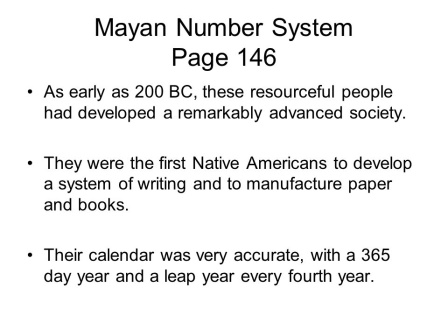 Mayan Number System
Page 146
• As early as 200 BC, these resourceful people
had developed a remarkably advanced society.
• They were the first Native Americans to develop
a system of writing and to manufacture paper
and books.
• Their calendar was very accurate, with a 365
day year and a leap year every fourth year.